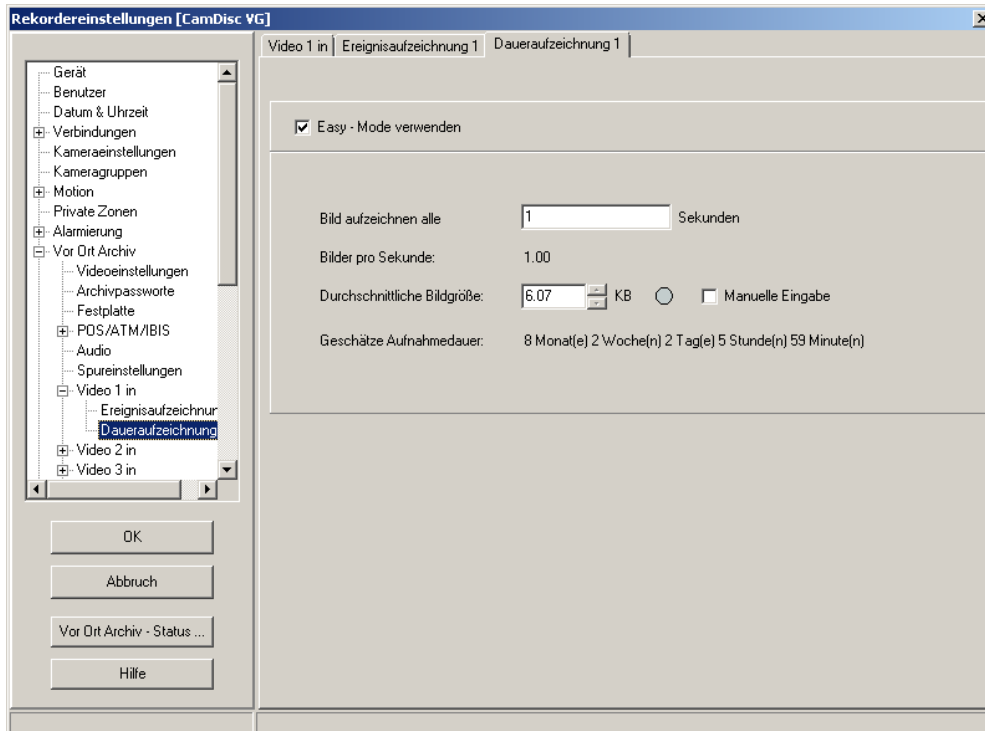 Rekordereinstellungen [CamDisc VG]
Gerät
Benutzer
Datum & Uhrzeit
Verbindungen
Kameraeinstellungen
Kameragruppen
Motion
Private Zonen
Alarmierung
Vor Ort Archiv
Videoeinstellungen
Archivpassworte
Festplatte
POS/ATM/IBIS
Audio
Spureinstellungen
Video 1 in
Ereignisaufzeichnur
Daueraufzeichnung
Video 2 in
Video 3 in
OK
Abbruch
Vor Ort Archiv - Status ...
Hilfe
Video 1 in Ereignisaufzeichnung 1 Daueraufzeichnung 1
Easy - Mode verwenden
Bild aufzeichnen alle 1 Sekunden
Bilder pro Sekunde: 1.00
Durchschnittliche Bildgröße: 6.07 KB Manuelle Eingabe
Geschätze Aufnahmedauer: 8 Monat(e) 2 Woche(n) 2 Tag(e) 5 Stunde(n) 59 Minute(n)